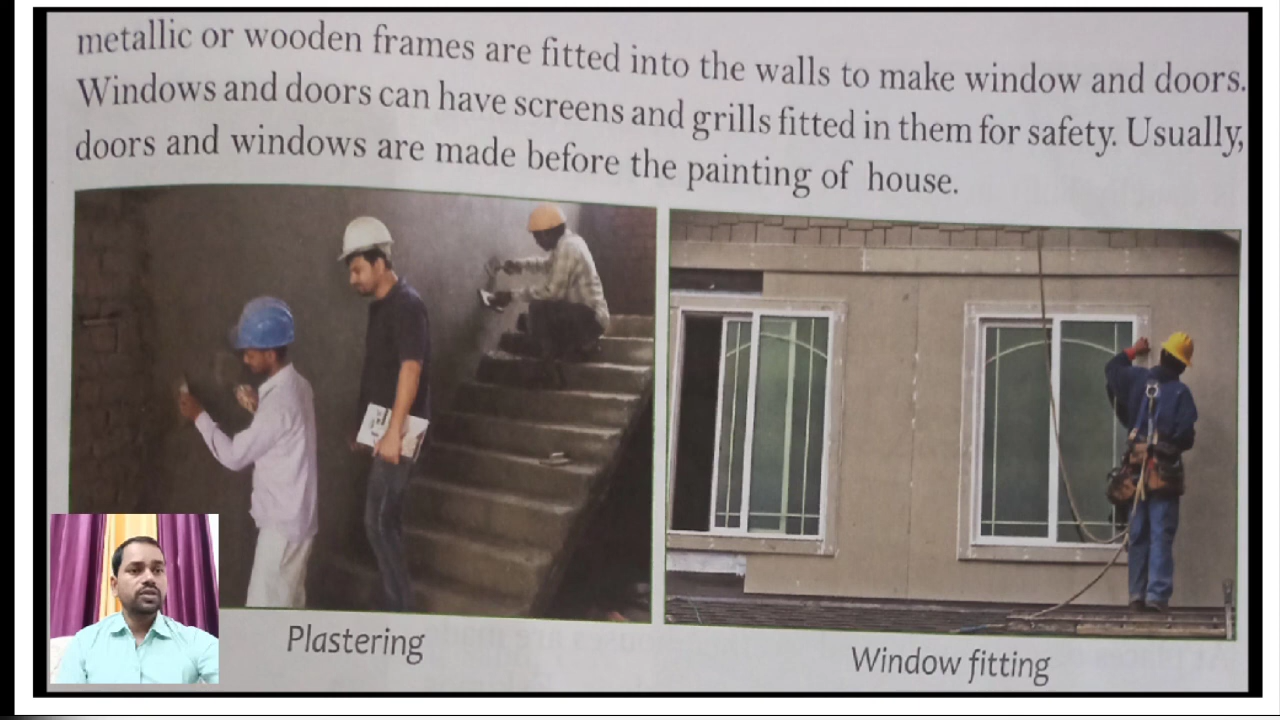 metallic or wooden frames are fitted into the walls to make window and doors.
Windows and doors can have screens and grills fitted in them for safety. Usually,
doors and windows are made before the painting of house.
Plastering
Window fitting